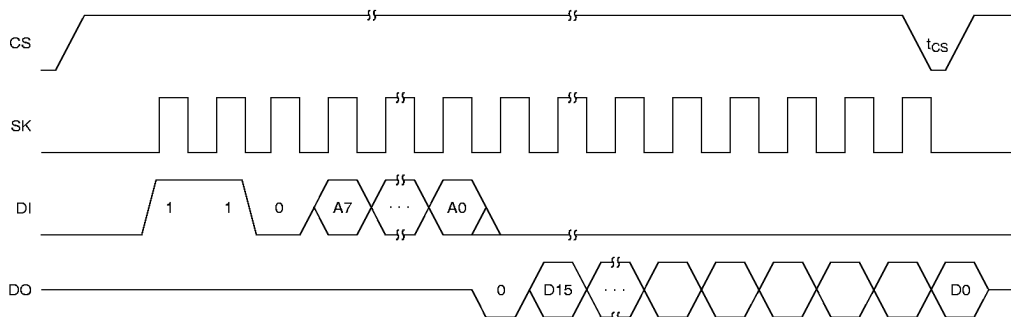 CS tCS
SK
DI 1 1 0 A7 · · · A0
DO 0 D15 · · · D0